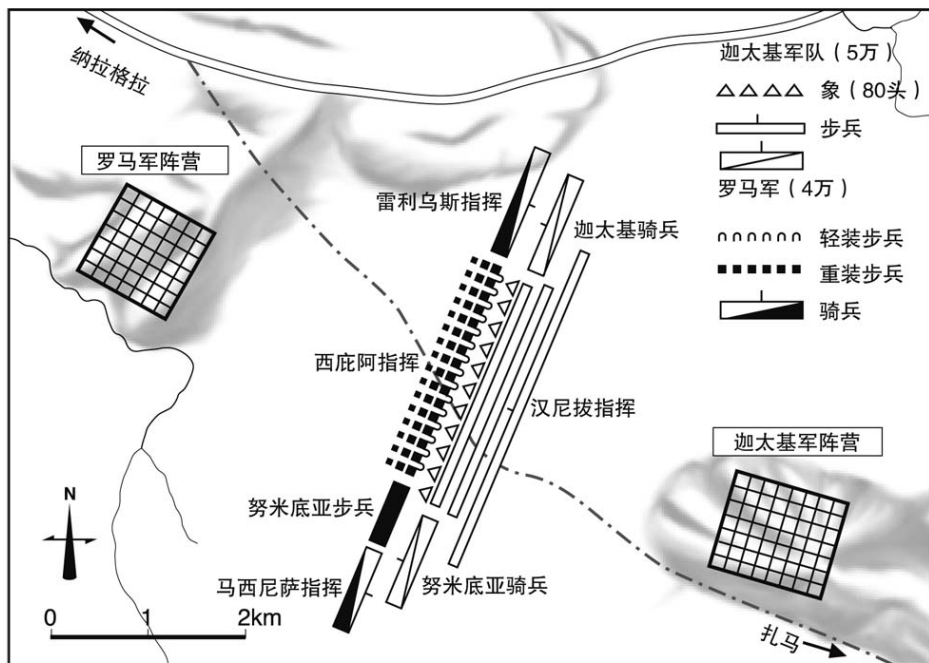 纳拉格拉
罗马军阵营
迦太基军队（5万）
象（80头）
步兵
罗马军（4万）
轻装步兵
重装步兵
骑兵
雷利乌斯指挥
迦太基骑兵
西庇阿指挥
汉尼拔指挥
迦太基军阵营
努米底亚步兵
马西尼萨指挥
努米底亚骑兵
扎马
N
0 1 2km